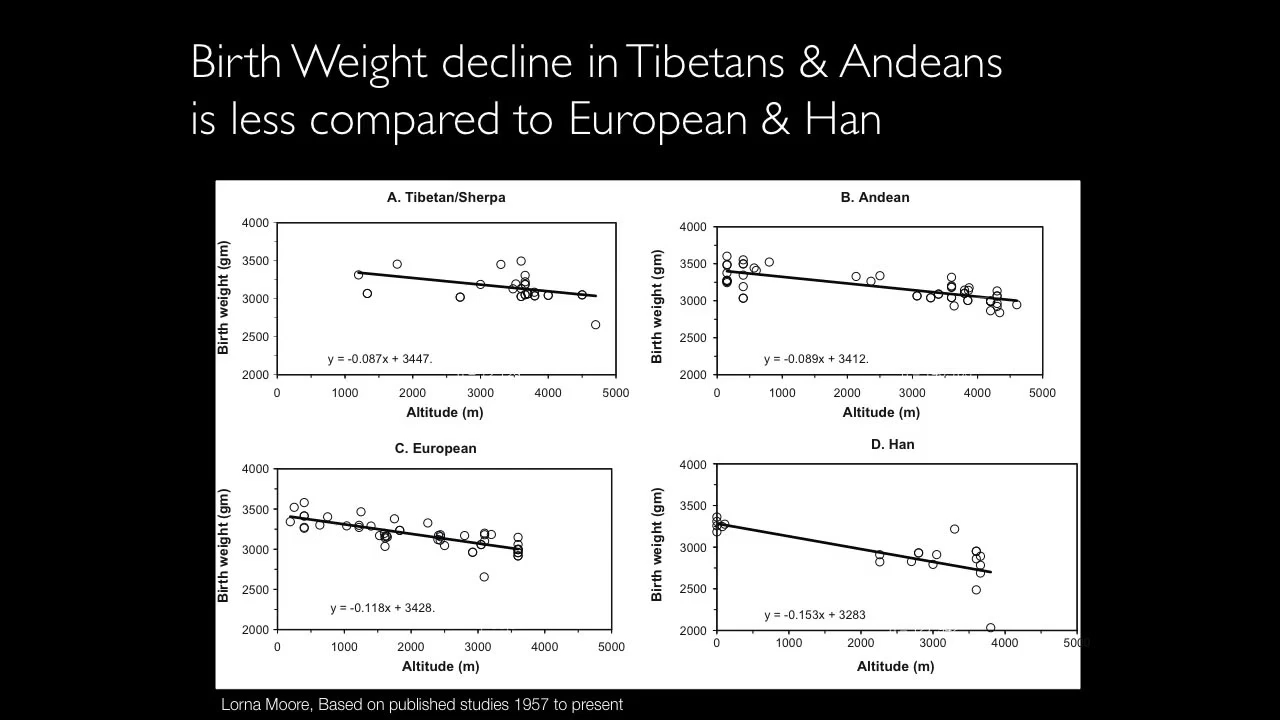 Birth Weight decline in Tibetans & Andeans
is less compared to European & Han
A. Tibetan/Sherpa
Birth weight (gm)
4000
3500
3000
2500
2000
y = -0.087x + 3447.
0 1000 2000 3000 4000 5000
Altitude (m)
B. Andean
Birth weight (gm)
4000
3500
3000
2500
2000
y = -0.089x + 3412.
0 1000 2000 3000 4000 5000
Altitude (m)
C. European
Birth weight (gm)
4000
3500
3000
2500
2000
y = -0.118x + 3428.
0 1000 2000 3000 4000 5000
Altitude (m)
D. Han
Birth weight (gm)
4000
3500
3000
2500
2000
y = -0.153x + 3283
0 1000 2000 3000 4000 5000
Altitude (m)
Lorna Moore, Based on published studies 1957 to present